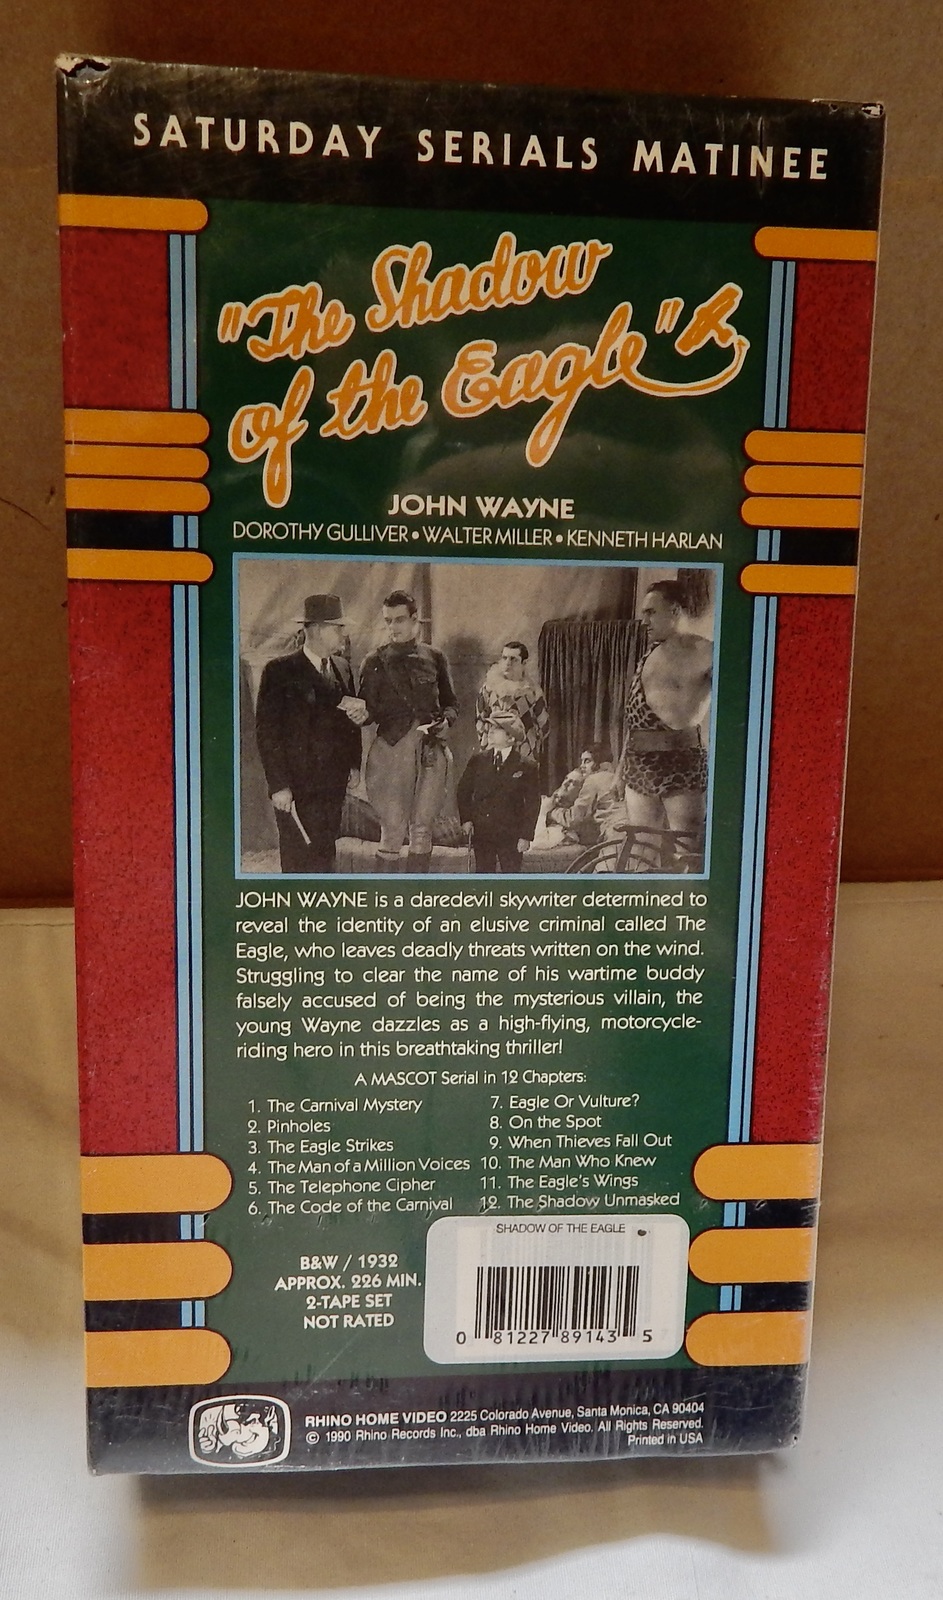 SATURDAY SERIALS MATINEE
"The Shadow
of the Eagle"
JOHN WAYNE
DOROTHY GULLIVER • WALTER MILLER • KENNETH HARLAN
JOHN WAYNE is a daredevil skywriter determined to
reveal the identity of an elusive criminal called The
Eagle, who leaves deadly threats written on the wind.
Struggling to clear the name of his wartime buddy
falsely accused of being the mysterious villain, the
young Wayne dazzles as a high-flying, motorcycle-
riding hero in this breathtaking thriller!
A MASCOT Serial in 12 Chapters:
1. The Carnival Mystery
2. Pinholes
3. The Eagle Strikes
4. The Man of a Million Voices
5. The Telephone Cipher
6. The Code of the Carnival
7. Eagle Or Vulture?
8. On the Spot
9. When Thieves Fall Out
10. The Man Who Knew
11. The Eagle's Wings
12. The Shadow Unmasked
B&W / 1932
APPROX. 226 MIN.
2-TAPE SET
NOT RATED
SHADOW OF THE EAGLE
0 81227 89143 5
RHINO HOME VIDEO 2225 Colorado Avenue, Santa Monica, CA 90404
© 1990 Rhino Records Inc., dba Rhino Home Video. All Rights Reserved.
Printed in USA